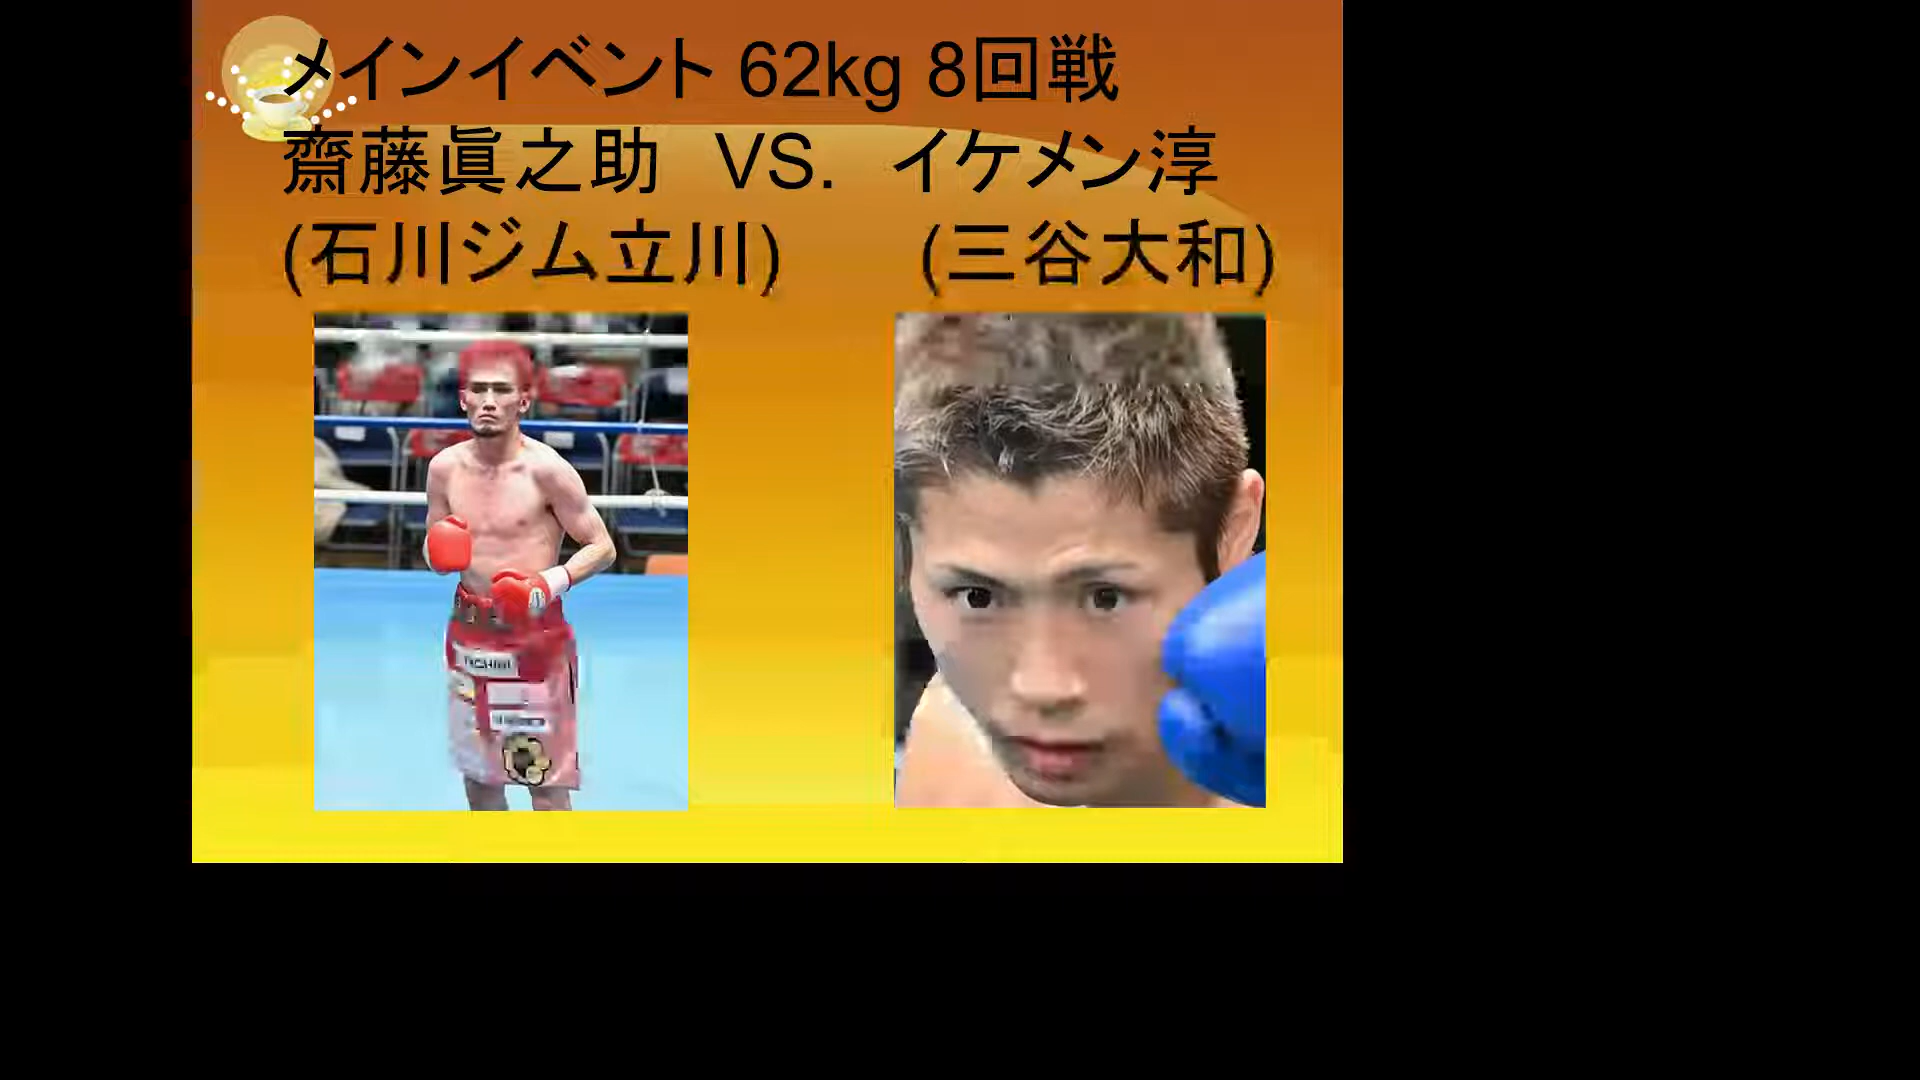 メインイベント 62kg 8回戦
齋藤眞之助　VS.　イケメン淳
(石川ジム立川)　　(三谷大和)